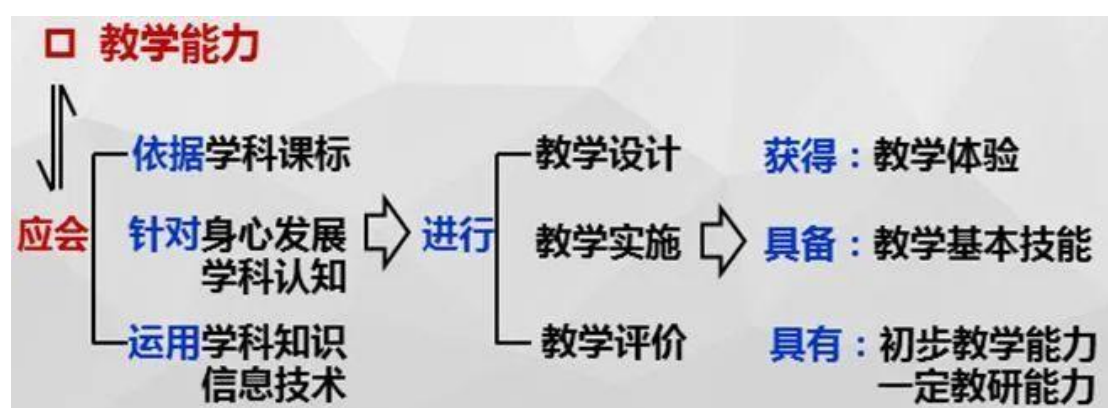 教学能力
应会
依据学科课标
针对身心发展
学科认知
运用学科知识
信息技术
进行
教学设计
教学实施
教学评价
获得：教学体验
具备：教学基本技能
具有：初步教学能力
一定教研能力